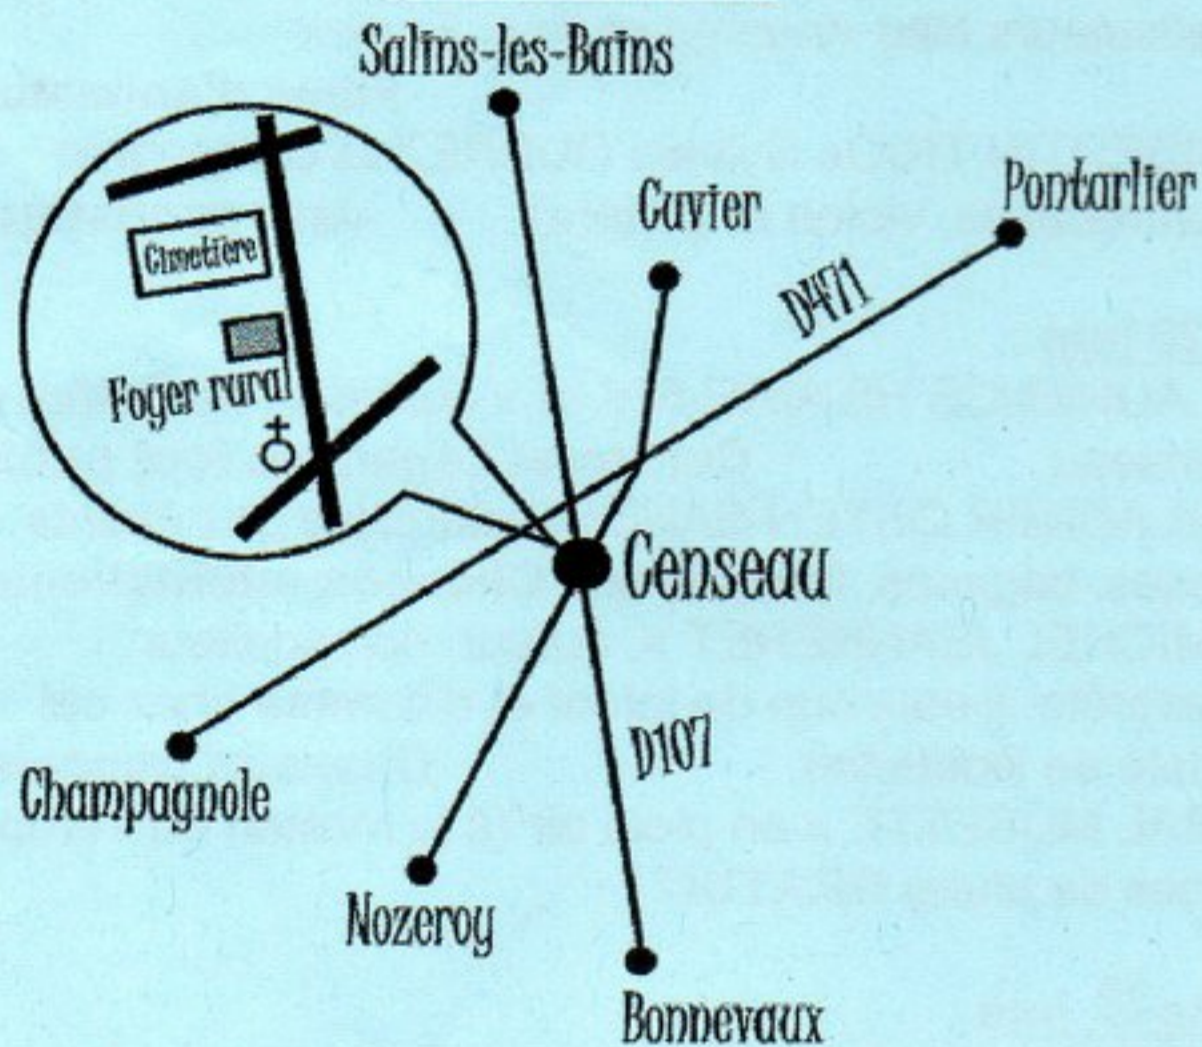 Salins-les-Bains
Cuvier
Pontarlier
D471
Cimetière
Foyer rural
Censeau
Champagnole
D107
Nozeroy
Bonnevaux